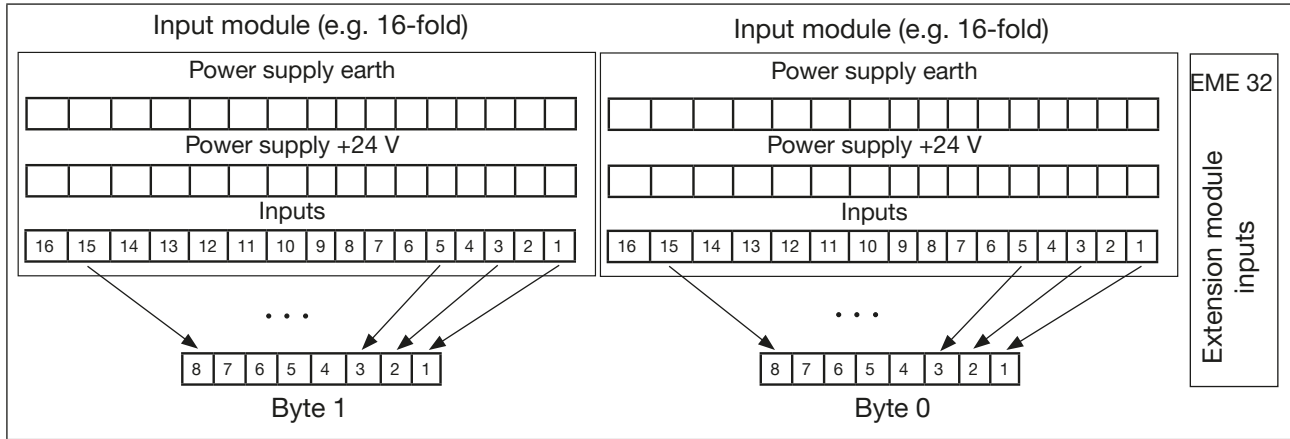 Input module (e.g. 16-fold)
Power supply earth
Power supply +24 V
Inputs
16 15 14 13 12 11 10 9 8 7 6 5 4 3 2 1
. . .
8 7 6 5 4 3 2 1
Byte 1
Input module (e.g. 16-fold)
Power supply earth
Power supply +24 V
Inputs
16 15 14 13 12 11 10 9 8 7 6 5 4 3 2 1
. . .
8 7 6 5 4 3 2 1
Byte 0
EME 32
Extension module
inputs